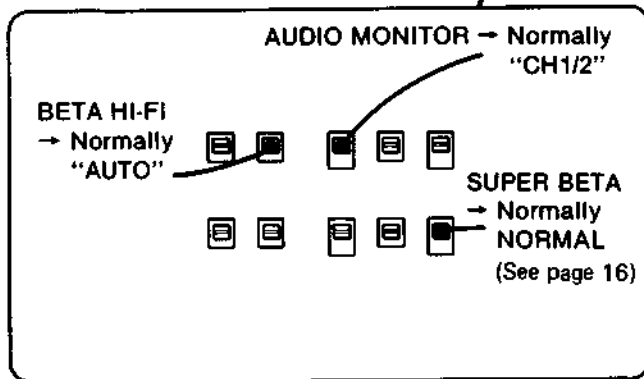 AUDIO MONITOR → Normally
"CH1/2"
BETA HI-FI
→ Normally
"AUTO"
SUPER BETA
→ Normally
NORMAL
(See page 16)